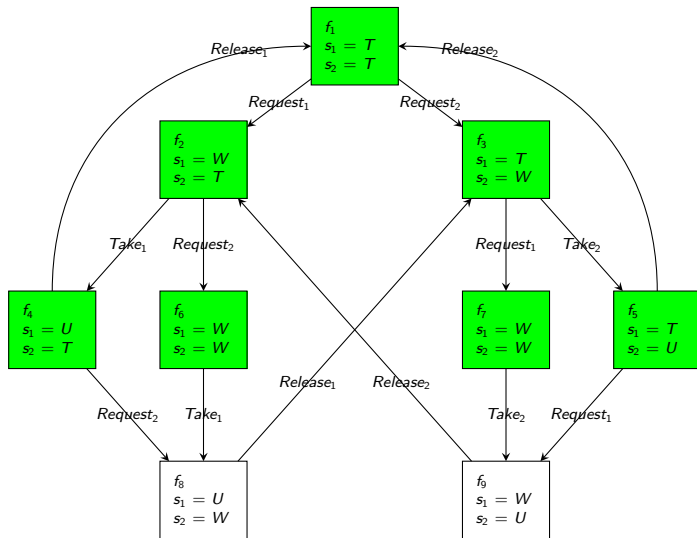 f₁
s₁ = T
s₂ = T
Release₁
Release₂
Request₁
Request₂
f₂
s₁ = W
s₂ = T
f₃
s₁ = T
s₂ = W
Take₁
Request₂
Request₁
Take₂
f₄
s₁ = U
s₂ = T
f₆
s₁ = W
s₂ = W
f₇
s₁ = W
s₂ = W
f₅
s₁ = T
s₂ = U
Release₁
Release₂
Request₂
Take₁
Take₂
Request₁
f₈
s₁ = U
s₂ = W
f₉
s₁ = W
s₂ = U